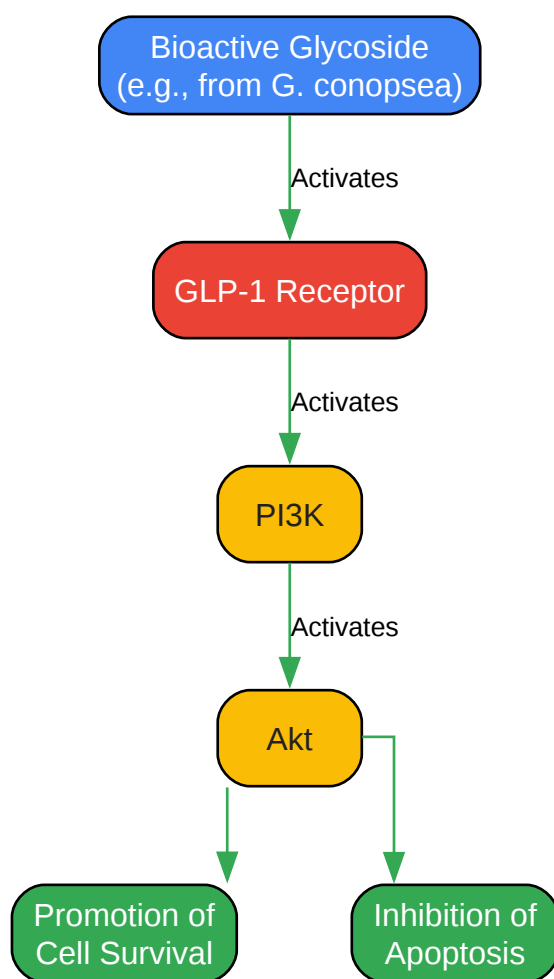 Bioactive Glycoside
(e.g., from G. conopsea)
Activates
GLP-1 Receptor
Activates
PI3K
Activates
Akt
Promotion of
Cell Survival
Inhibition of
Apoptosis